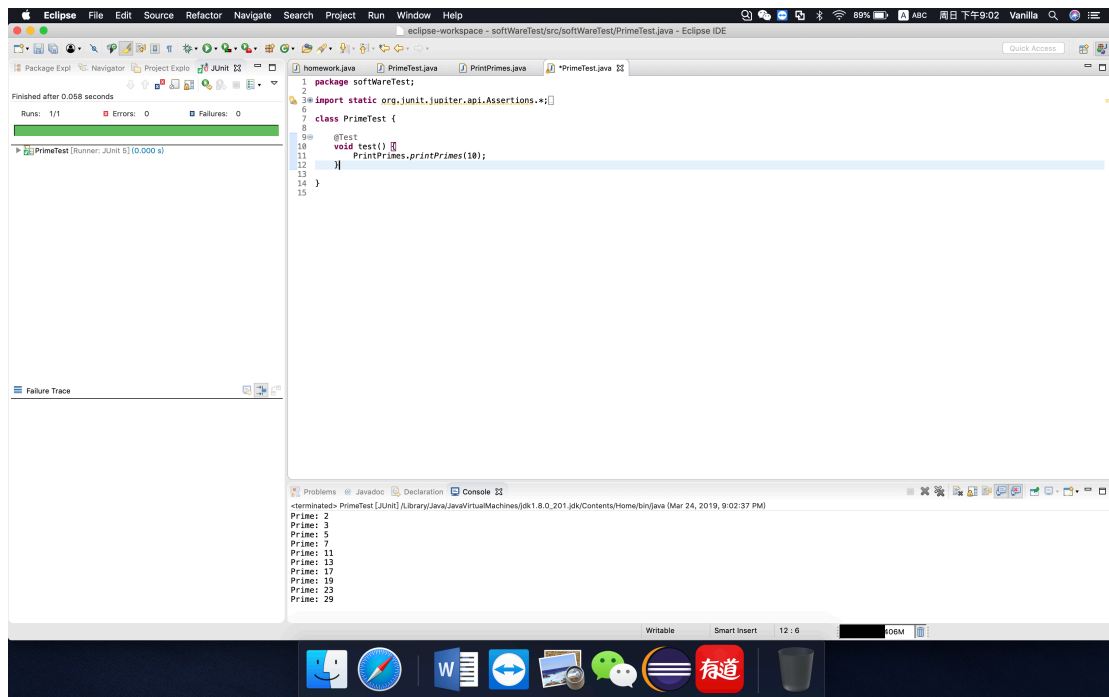 Eclipse File Edit Source Refactor Navigate Search Project Run Window Help 89% A ABC 周日下午9:02 Vanilla
eclipse-workspace - softWareTest/src/softWareTest/PrimeTest.java - Eclipse IDE
Quick Access
Package Expl Navigator Project Explo JUnit
Finished after 0.058 seconds
Runs: 1/1 Errors: 0 Failures: 0
PrimeTest [Runner: JUnit 5] (0.000 s)
Failure Trace
homework.java PrimeTest.java PrintPrimes.java *PrimeTest.java
1 package softWareTest;
2
3 import static org.junit.jupiter.api.Assertions.*;
6
7 class PrimeTest {
8
9 @Test
10 void test() {
11 PrintPrimes.printPrimes(10);
12 }
13
14 }
15
Problems Javadoc Declaration Console
<terminated> PrimeTest [JUnit] /Library/Java/JavaVirtualMachines/jdk1.8.0_201.jdk/Contents/Home/bin/java (Mar 24, 2019, 9:02:37 PM)
Prime: 2
Prime: 3
Prime: 5
Prime: 7
Prime: 11
Prime: 13
Prime: 17
Prime: 19
Prime: 23
Prime: 29
Writable Smart Insert 12 : 6 406M
W 有道